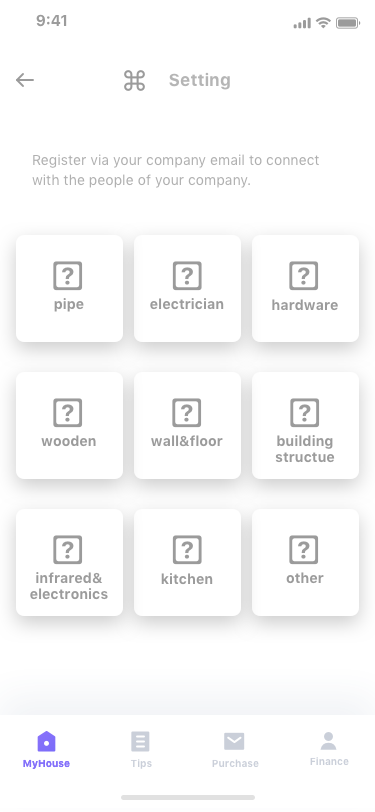 9:41
Setting
Register via your company email to connect
with the people of your company.
pipe
electrician
hardware
wooden
wall&floor
building
structue
infrared&
electronics
kitchen
other
MyHouse
Tips
Purchase
Finance